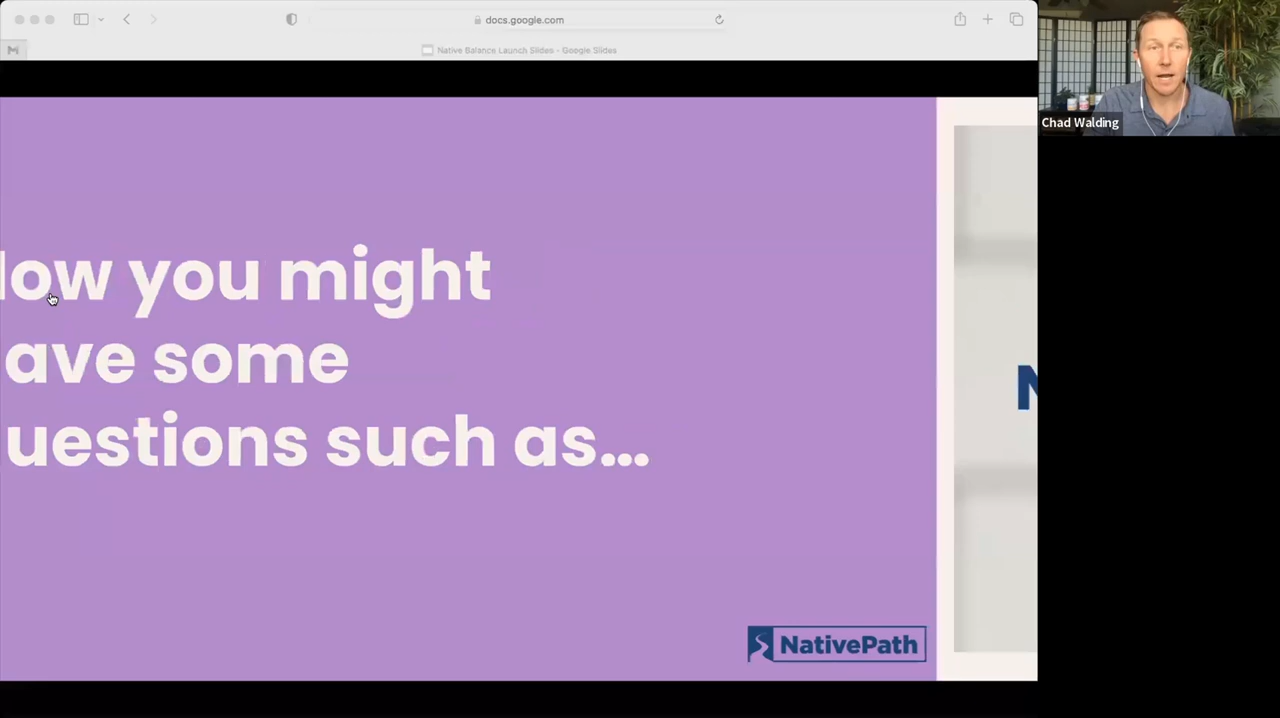 docs.google.com
Native Balance Launch Slides - Google Slides
Chad Walding
low you might
ave some
uestions such as...
N
NativePath